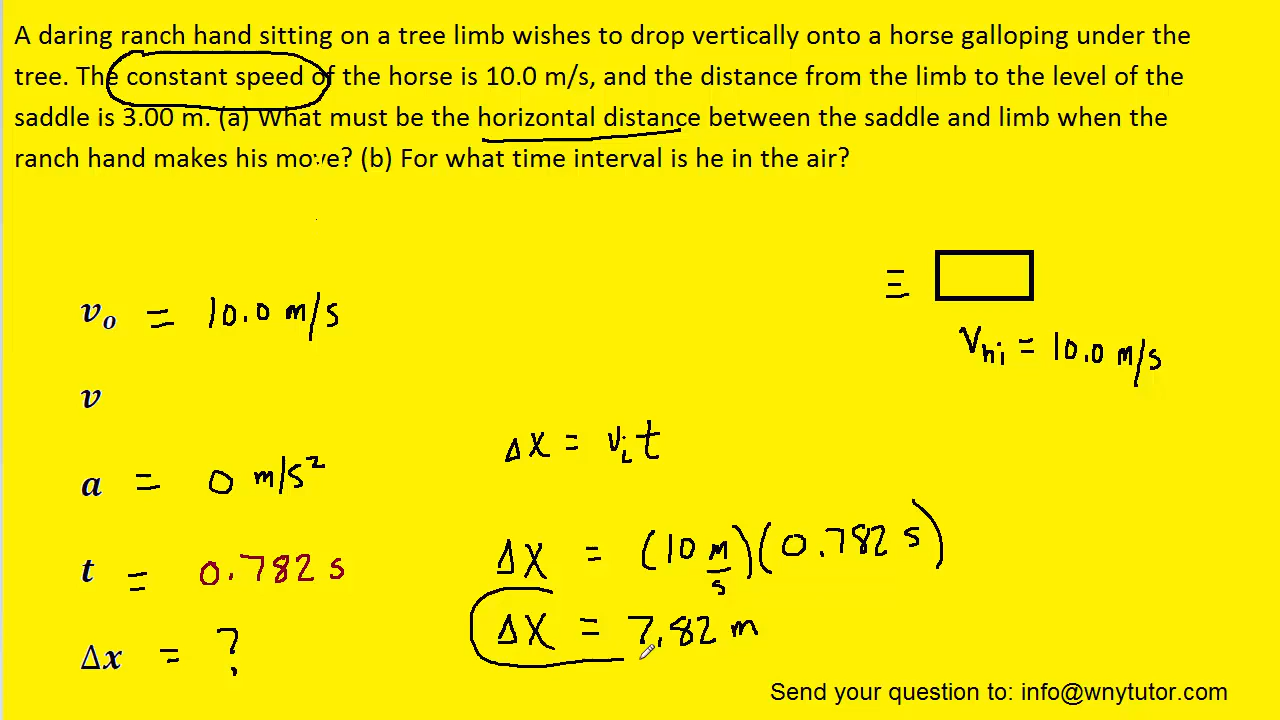 A daring ranch hand sitting on a tree limb wishes to drop vertically onto a horse galloping under the
tree. The constant speed of the horse is 10.0 m/s, and the distance from the limb to the level of the
saddle is 3.00 m. (a) What must be the horizontal distance between the saddle and limb when the
ranch hand makes his move? (b) For what time interval is he in the air?
v₀ = 10.0 m/s
V_hi = 10.0 m/s
v
Δx = v_i t
a = 0 m/s²
Δx = (10 m/s)(0.782 s)
t = 0.782 s
Δx = 7.82 m
Δx = ?
Send your question to: info@wnytutor.com